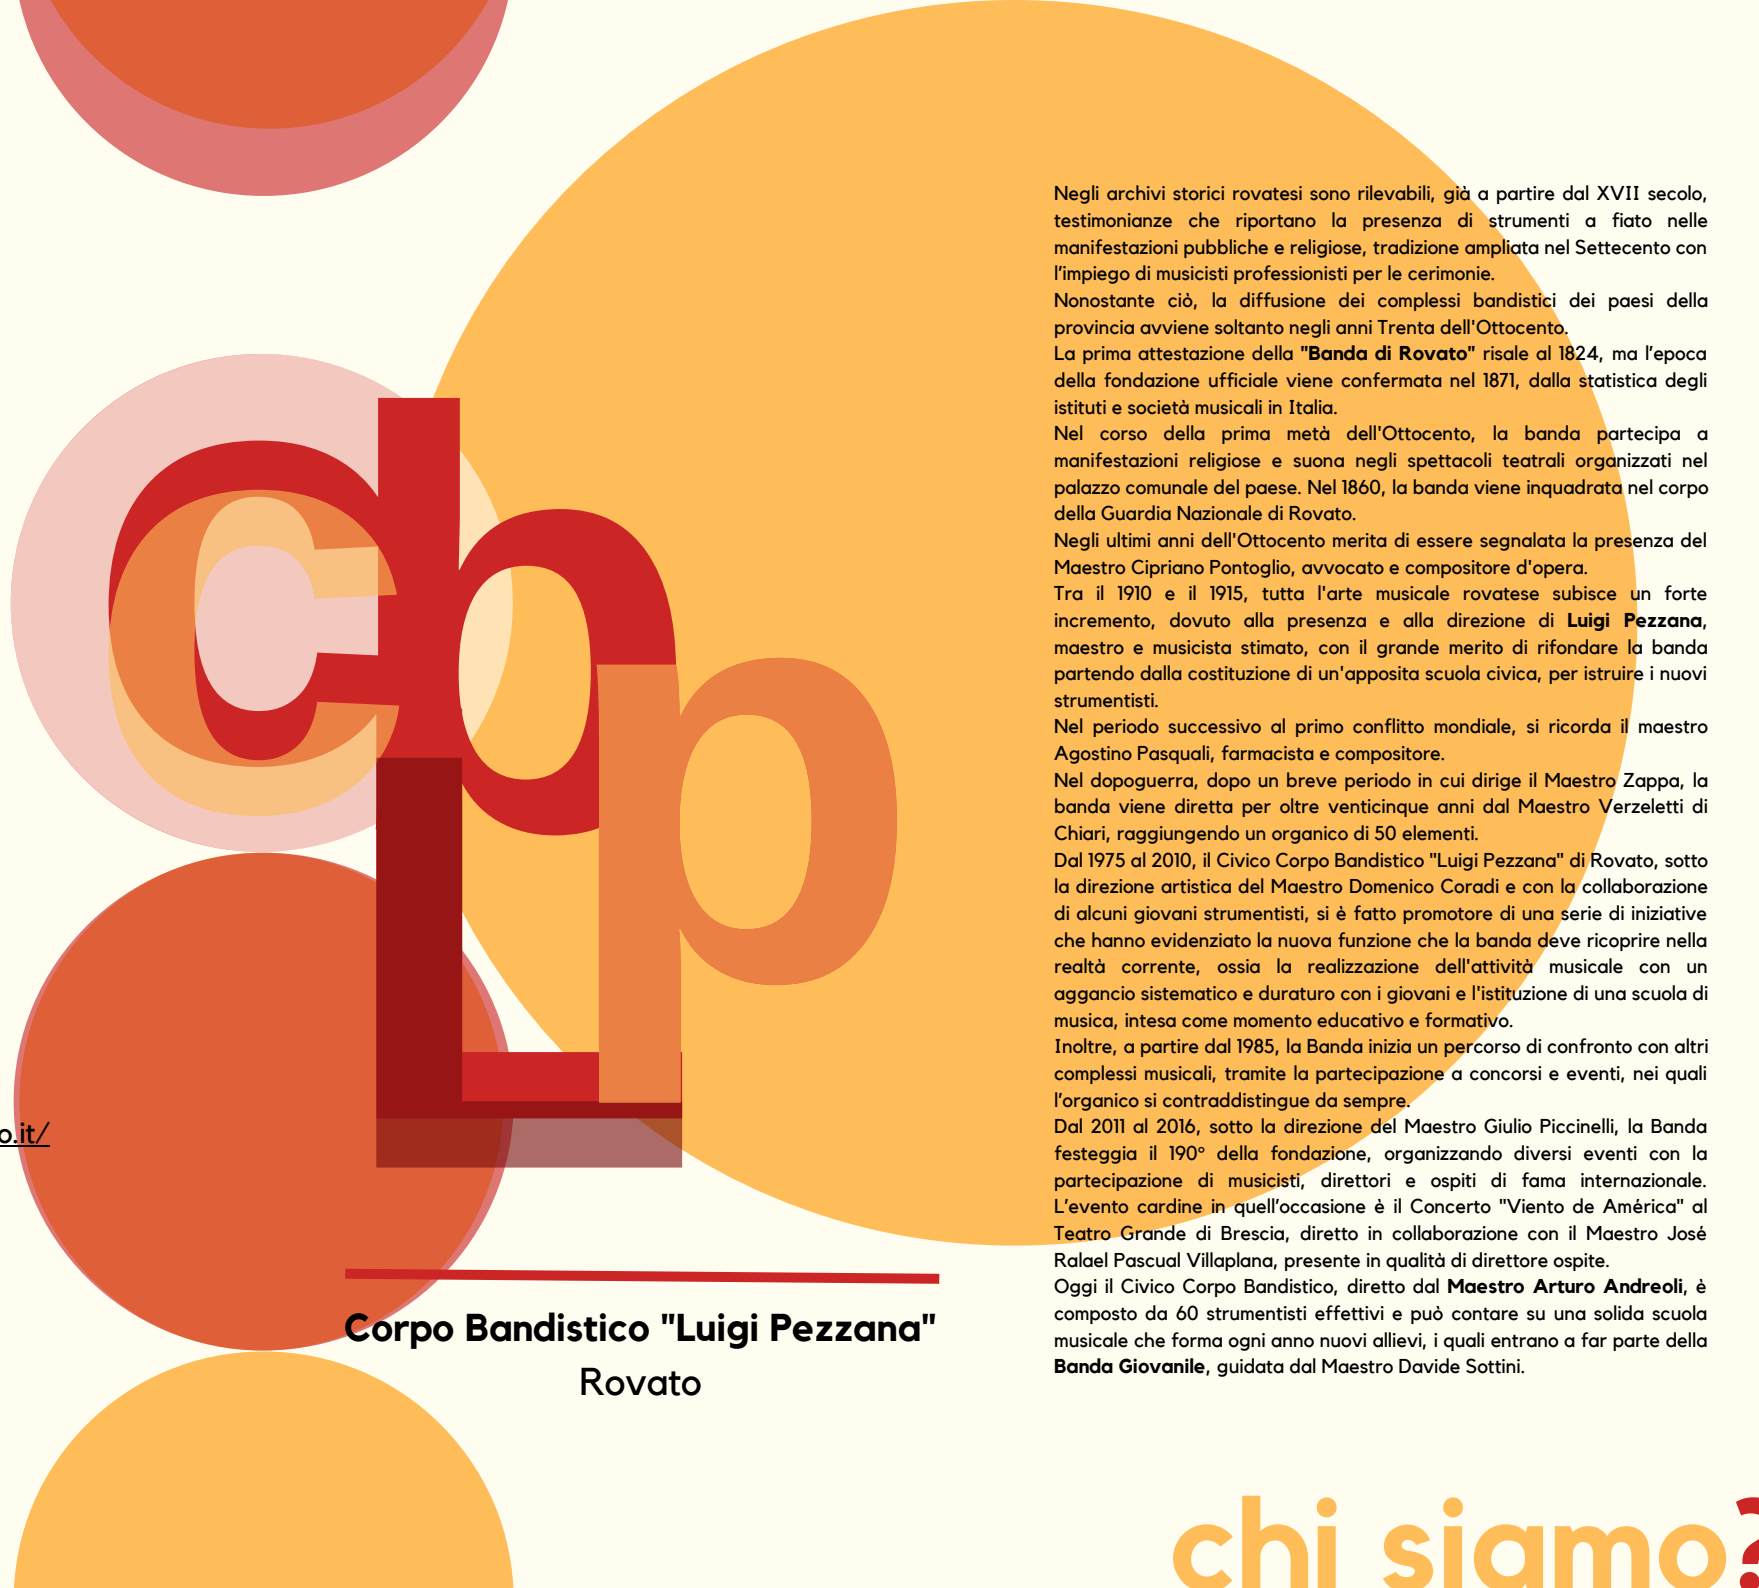 Negli archivi storici rovatesi sono rilevabili, già a partire dal XVII secolo,
testimonianze che riportano la presenza di strumenti a fiato nelle
manifestazioni pubbliche e religiose, tradizione ampliata nel Settecento con
l’impiego di musicisti professionisti per le cerimonie.
Nonostante ciò, la diffusione dei complessi bandistici dei paesi della
provincia avviene soltanto negli anni Trenta dell'Ottocento.
La prima attestazione della "Banda di Rovato" risale al 1824, ma l’epoca
della fondazione ufficiale viene confermata nel 1871, dalla statistica degli
istituti e società musicali in Italia.
Nel corso della prima metà dell'Ottocento, la banda partecipa a
manifestazioni religiose e suona negli spettacoli teatrali organizzati nel
palazzo comunale del paese. Nel 1860, la banda viene inquadrata nel corpo
della Guardia Nazionale di Rovato.
Negli ultimi anni dell'Ottocento merita di essere segnalata la presenza del
Maestro Cipriano Pontoglio, avvocato e compositore d'opera.
Tra il 1910 e il 1915, tutta l'arte musicale rovatese subisce un forte
incremento, dovuto alla presenza e alla direzione di Luigi Pezzana,
maestro e musicista stimato, con il grande merito di rifondare la banda
partendo dalla costituzione di un'apposita scuola civica, per istruire i nuovi
strumentisti.
Nel periodo successivo al primo conflitto mondiale, si ricorda il maestro
Agostino Pasquali, farmacista e compositore.
Nel dopoguerra, dopo un breve periodo in cui dirige il Maestro Zappa, la
banda viene diretta per oltre venticinque anni dal Maestro Verzeletti di
Chiari, raggiungendo un organico di 50 elementi.
Dal 1975 al 2010, il Civico Corpo Bandistico "Luigi Pezzana" di Rovato, sotto
la direzione artistica del Maestro Domenico Coradi e con la collaborazione
di alcuni giovani strumentisti, si è fatto promotore di una serie di iniziative
che hanno evidenziato la nuova funzione che la banda deve ricoprire nella
realtà corrente, ossia la realizzazione dell'attività musicale con un
aggancio sistematico e duraturo con i giovani e l'istituzione di una scuola di
musica, intesa come momento educativo e formativo.
Inoltre, a partire dal 1985, la Banda inizia un percorso di confronto con altri
complessi musicali, tramite la partecipazione a concorsi e eventi, nei quali
l’organico si contraddistingue da sempre.
Dal 2011 al 2016, sotto la direzione del Maestro Giulio Piccinelli, la Banda
festeggia il 190° della fondazione, organizzando diversi eventi con la
partecipazione di musicisti, direttori e ospiti di fama internazionale.
L’evento cardine in quell’occasione è il Concerto "Viento de América" al
Teatro Grande di Brescia, diretto in collaborazione con il Maestro José
Ralael Pascual Villaplana, presente in qualità di direttore ospite.
Oggi il Civico Corpo Bandistico, diretto dal Maestro Arturo Andreoli, è
composto da 60 strumentisti effettivi e può contare su una solida scuola
musicale che forma ogni anno nuovi allievi, i quali entrano a far parte della
Banda Giovanile, guidata dal Maestro Davide Sottini.
cbLp
o.it/
Corpo Bandistico "Luigi Pezzana"
Rovato
chi siamo?